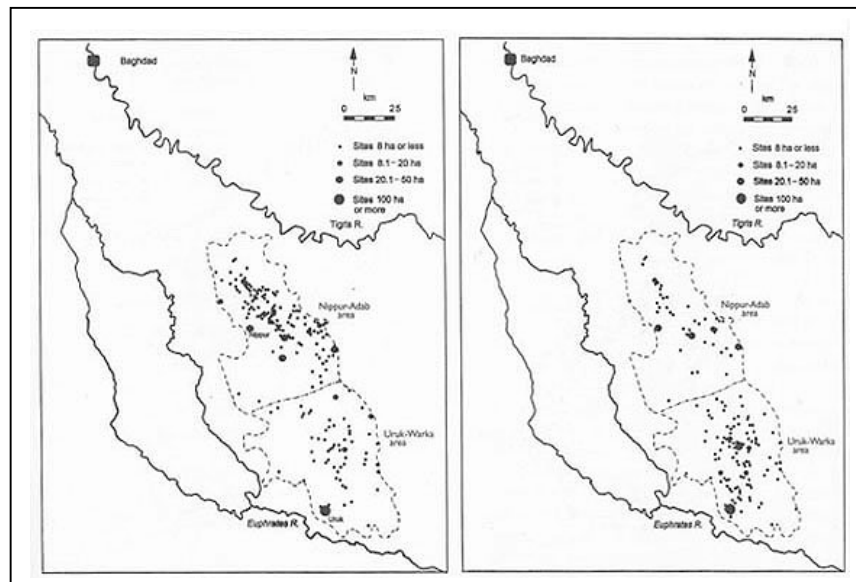 Baghdad
N
km
0 25
Sites 8 ha or less
Sites 8.1–20 ha
Sites 20.1–50 ha
Sites 100 ha
or more
Tigris R.
Nippur-Adab
area
Nippur
Uruk-Warka
area
Uruk
Euphrates R.
Baghdad
N
km
0 25
Sites 8 ha or less
Sites 8.1–20 ha
Sites 20.1–50 ha
Sites 100 ha
or more
Tigris R.
Nippur-Adab
area
Uruk-Warka
area
Euphrates R.